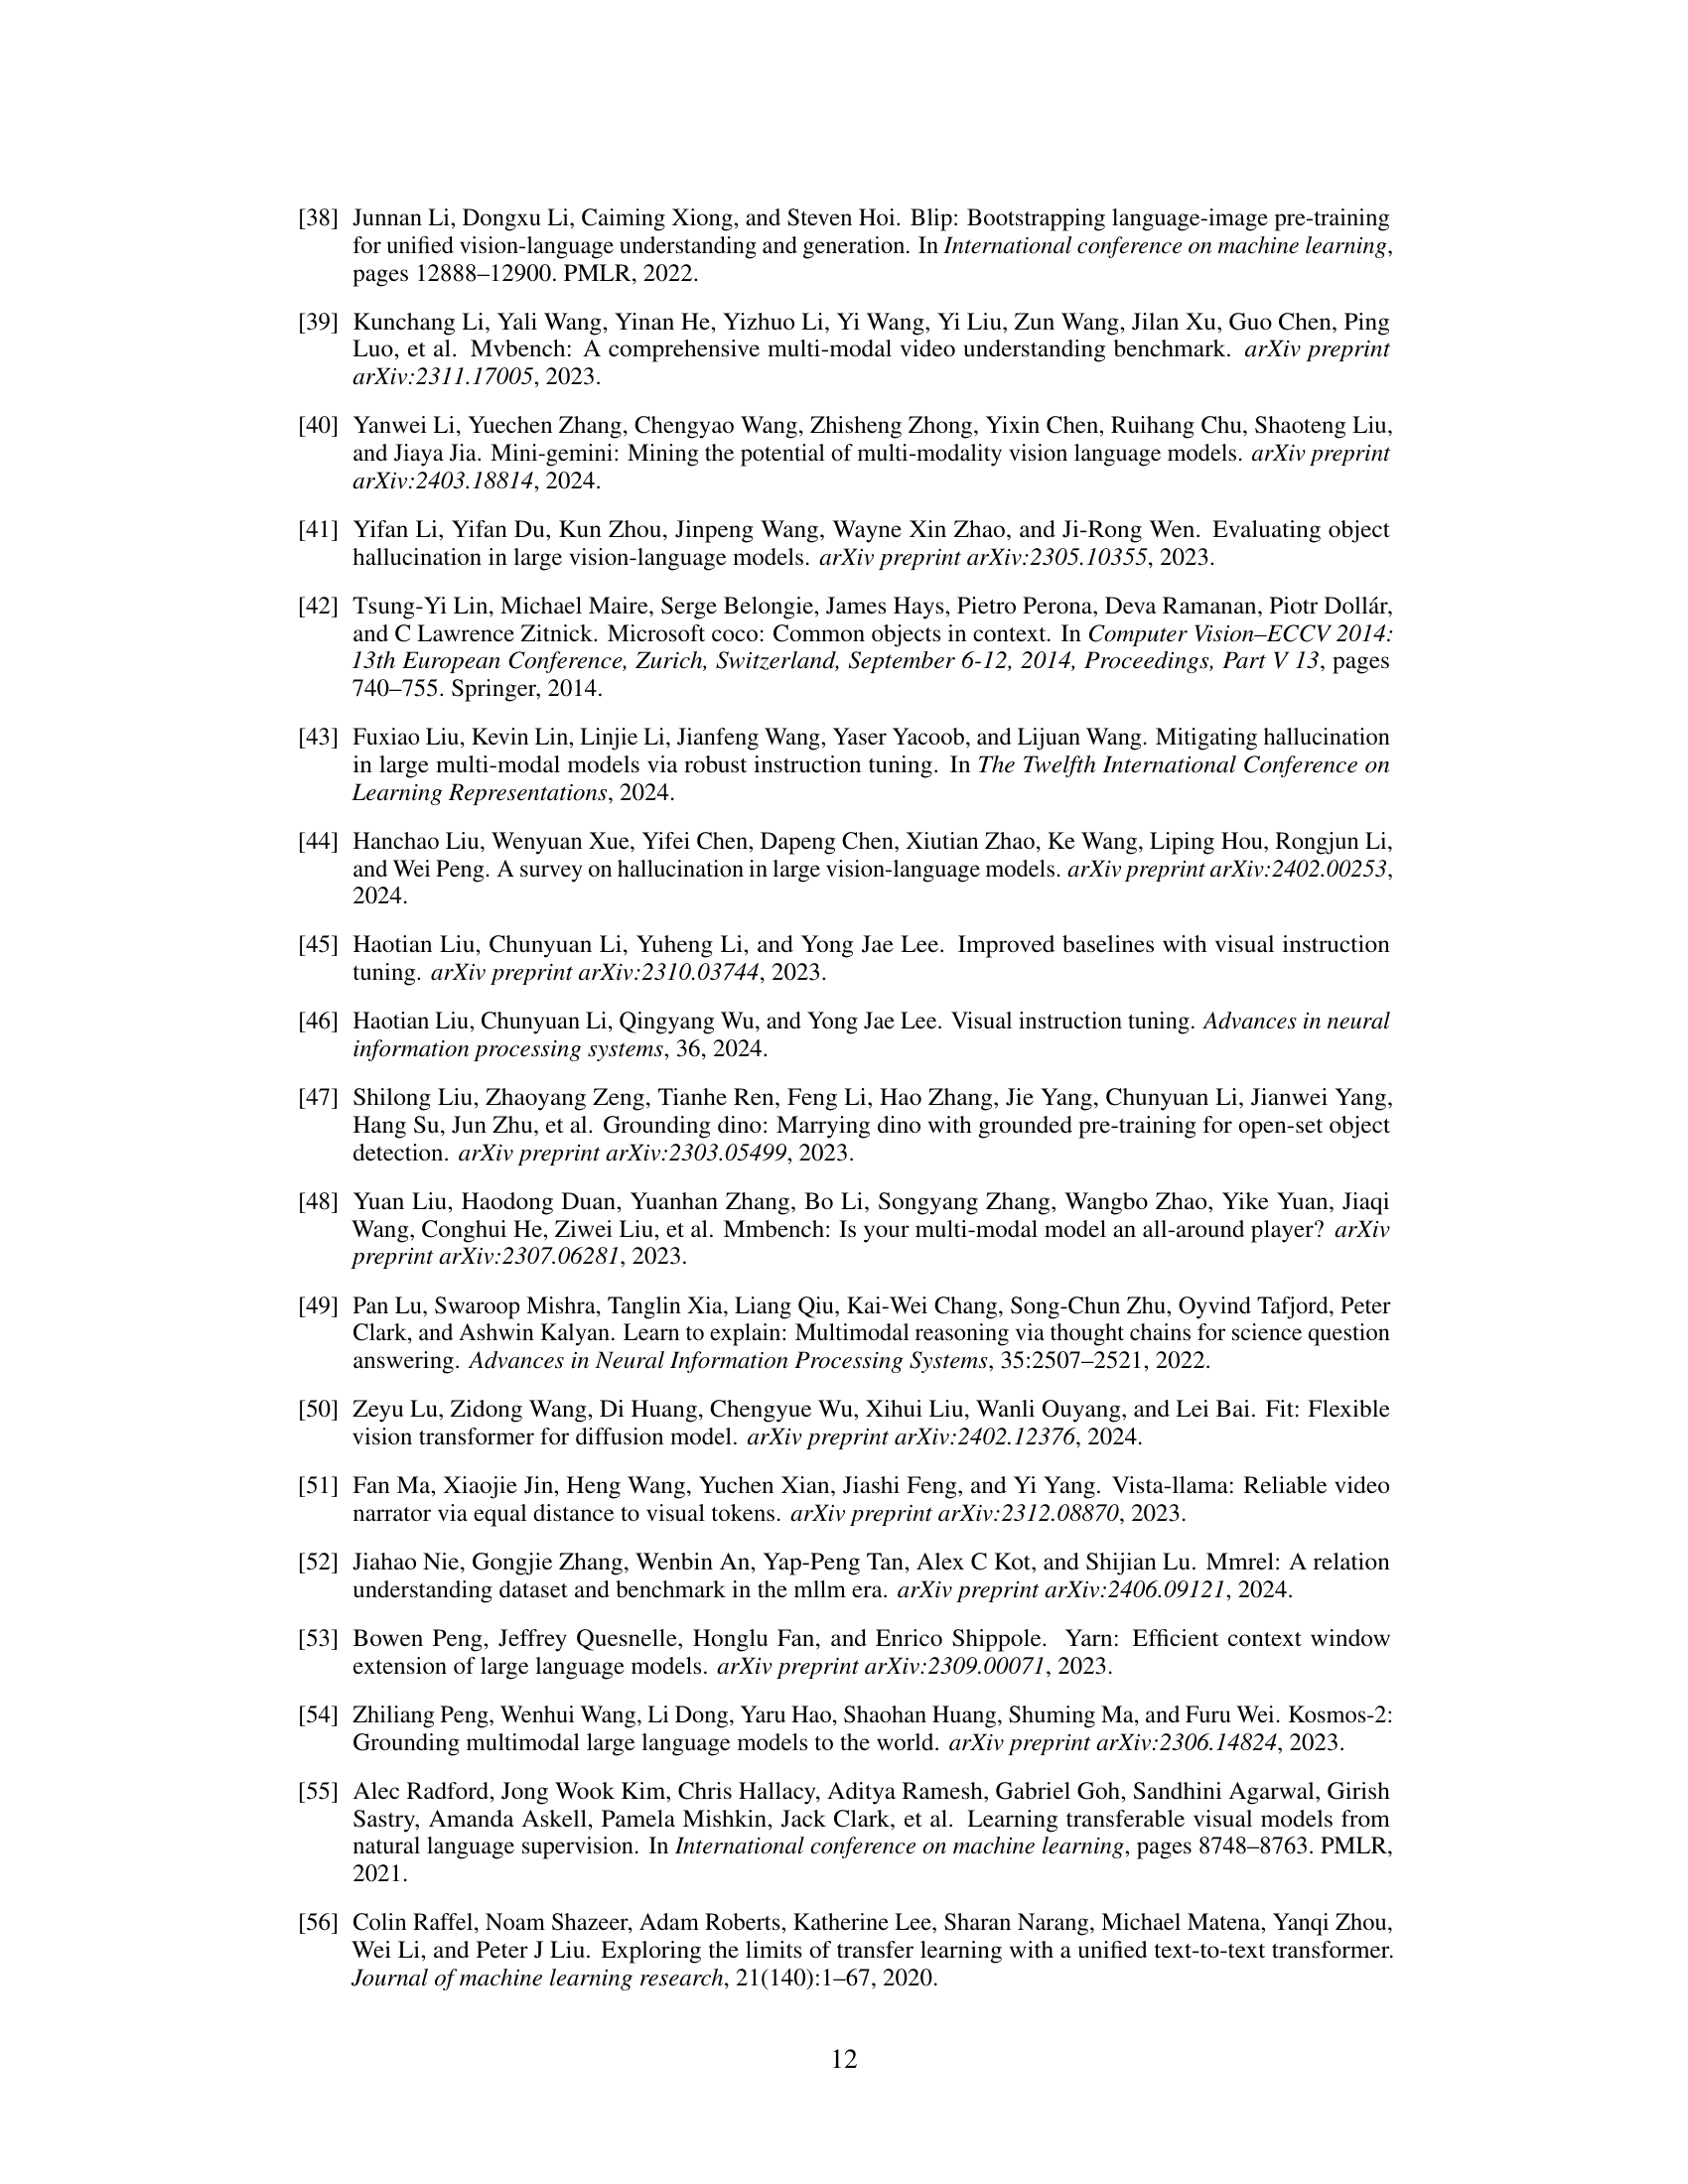 [38] Junnan Li, Dongxu Li, Caiming Xiong, and Steven Hoi. Blip: Bootstrapping language-image pre-training
for unified vision-language understanding and generation. In International conference on machine learning,
pages 12888–12900. PMLR, 2022.
[39] Kunchang Li, Yali Wang, Yinan He, Yizhuo Li, Yi Wang, Yi Liu, Zun Wang, Jilan Xu, Guo Chen, Ping
Luo, et al. Mvbench: A comprehensive multi-modal video understanding benchmark. arXiv preprint
arXiv:2311.17005, 2023.
[40] Yanwei Li, Yuechen Zhang, Chengyao Wang, Zhisheng Zhong, Yixin Chen, Ruihang Chu, Shaoteng Liu,
and Jiaya Jia. Mini-gemini: Mining the potential of multi-modality vision language models. arXiv preprint
arXiv:2403.18814, 2024.
[41] Yifan Li, Yifan Du, Kun Zhou, Jinpeng Wang, Wayne Xin Zhao, and Ji-Rong Wen. Evaluating object
hallucination in large vision-language models. arXiv preprint arXiv:2305.10355, 2023.
[42] Tsung-Yi Lin, Michael Maire, Serge Belongie, James Hays, Pietro Perona, Deva Ramanan, Piotr Dollár,
and C Lawrence Zitnick. Microsoft coco: Common objects in context. In Computer Vision–ECCV 2014:
13th European Conference, Zurich, Switzerland, September 6-12, 2014, Proceedings, Part V 13, pages
740–755. Springer, 2014.
[43] Fuxiao Liu, Kevin Lin, Linjie Li, Jianfeng Wang, Yaser Yacoob, and Lijuan Wang. Mitigating hallucination
in large multi-modal models via robust instruction tuning. In The Twelfth International Conference on
Learning Representations, 2024.
[44] Hanchao Liu, Wenyuan Xue, Yifei Chen, Dapeng Chen, Xiutian Zhao, Ke Wang, Liping Hou, Rongjun Li,
and Wei Peng. A survey on hallucination in large vision-language models. arXiv preprint arXiv:2402.00253,
2024.
[45] Haotian Liu, Chunyuan Li, Yuheng Li, and Yong Jae Lee. Improved baselines with visual instruction
tuning. arXiv preprint arXiv:2310.03744, 2023.
[46] Haotian Liu, Chunyuan Li, Qingyang Wu, and Yong Jae Lee. Visual instruction tuning. Advances in neural
information processing systems, 36, 2024.
[47] Shilong Liu, Zhaoyang Zeng, Tianhe Ren, Feng Li, Hao Zhang, Jie Yang, Chunyuan Li, Jianwei Yang,
Hang Su, Jun Zhu, et al. Grounding dino: Marrying dino with grounded pre-training for open-set object
detection. arXiv preprint arXiv:2303.05499, 2023.
[48] Yuan Liu, Haodong Duan, Yuanhan Zhang, Bo Li, Songyang Zhang, Wangbo Zhao, Yike Yuan, Jiaqi
Wang, Conghui He, Ziwei Liu, et al. Mmbench: Is your multi-modal model an all-around player? arXiv
preprint arXiv:2307.06281, 2023.
[49] Pan Lu, Swaroop Mishra, Tanglin Xia, Liang Qiu, Kai-Wei Chang, Song-Chun Zhu, Oyvind Tafjord, Peter
Clark, and Ashwin Kalyan. Learn to explain: Multimodal reasoning via thought chains for science question
answering. Advances in Neural Information Processing Systems, 35:2507–2521, 2022.
[50] Zeyu Lu, Zidong Wang, Di Huang, Chengyue Wu, Xihui Liu, Wanli Ouyang, and Lei Bai. Fit: Flexible
vision transformer for diffusion model. arXiv preprint arXiv:2402.12376, 2024.
[51] Fan Ma, Xiaojie Jin, Heng Wang, Yuchen Xian, Jiashi Feng, and Yi Yang. Vista-llama: Reliable video
narrator via equal distance to visual tokens. arXiv preprint arXiv:2312.08870, 2023.
[52] Jiahao Nie, Gongjie Zhang, Wenbin An, Yap-Peng Tan, Alex C Kot, and Shijian Lu. Mmrel: A relation
understanding dataset and benchmark in the mllm era. arXiv preprint arXiv:2406.09121, 2024.
[53] Bowen Peng, Jeffrey Quesnelle, Honglu Fan, and Enrico Shippole. Yarn: Efficient context window
extension of large language models. arXiv preprint arXiv:2309.00071, 2023.
[54] Zhiliang Peng, Wenhui Wang, Li Dong, Yaru Hao, Shaohan Huang, Shuming Ma, and Furu Wei. Kosmos-2:
Grounding multimodal large language models to the world. arXiv preprint arXiv:2306.14824, 2023.
[55] Alec Radford, Jong Wook Kim, Chris Hallacy, Aditya Ramesh, Gabriel Goh, Sandhini Agarwal, Girish
Sastry, Amanda Askell, Pamela Mishkin, Jack Clark, et al. Learning transferable visual models from
natural language supervision. In International conference on machine learning, pages 8748–8763. PMLR,
2021.
[56] Colin Raffel, Noam Shazeer, Adam Roberts, Katherine Lee, Sharan Narang, Michael Matena, Yanqi Zhou,
Wei Li, and Peter J Liu. Exploring the limits of transfer learning with a unified text-to-text transformer.
Journal of machine learning research, 21(140):1–67, 2020.
12